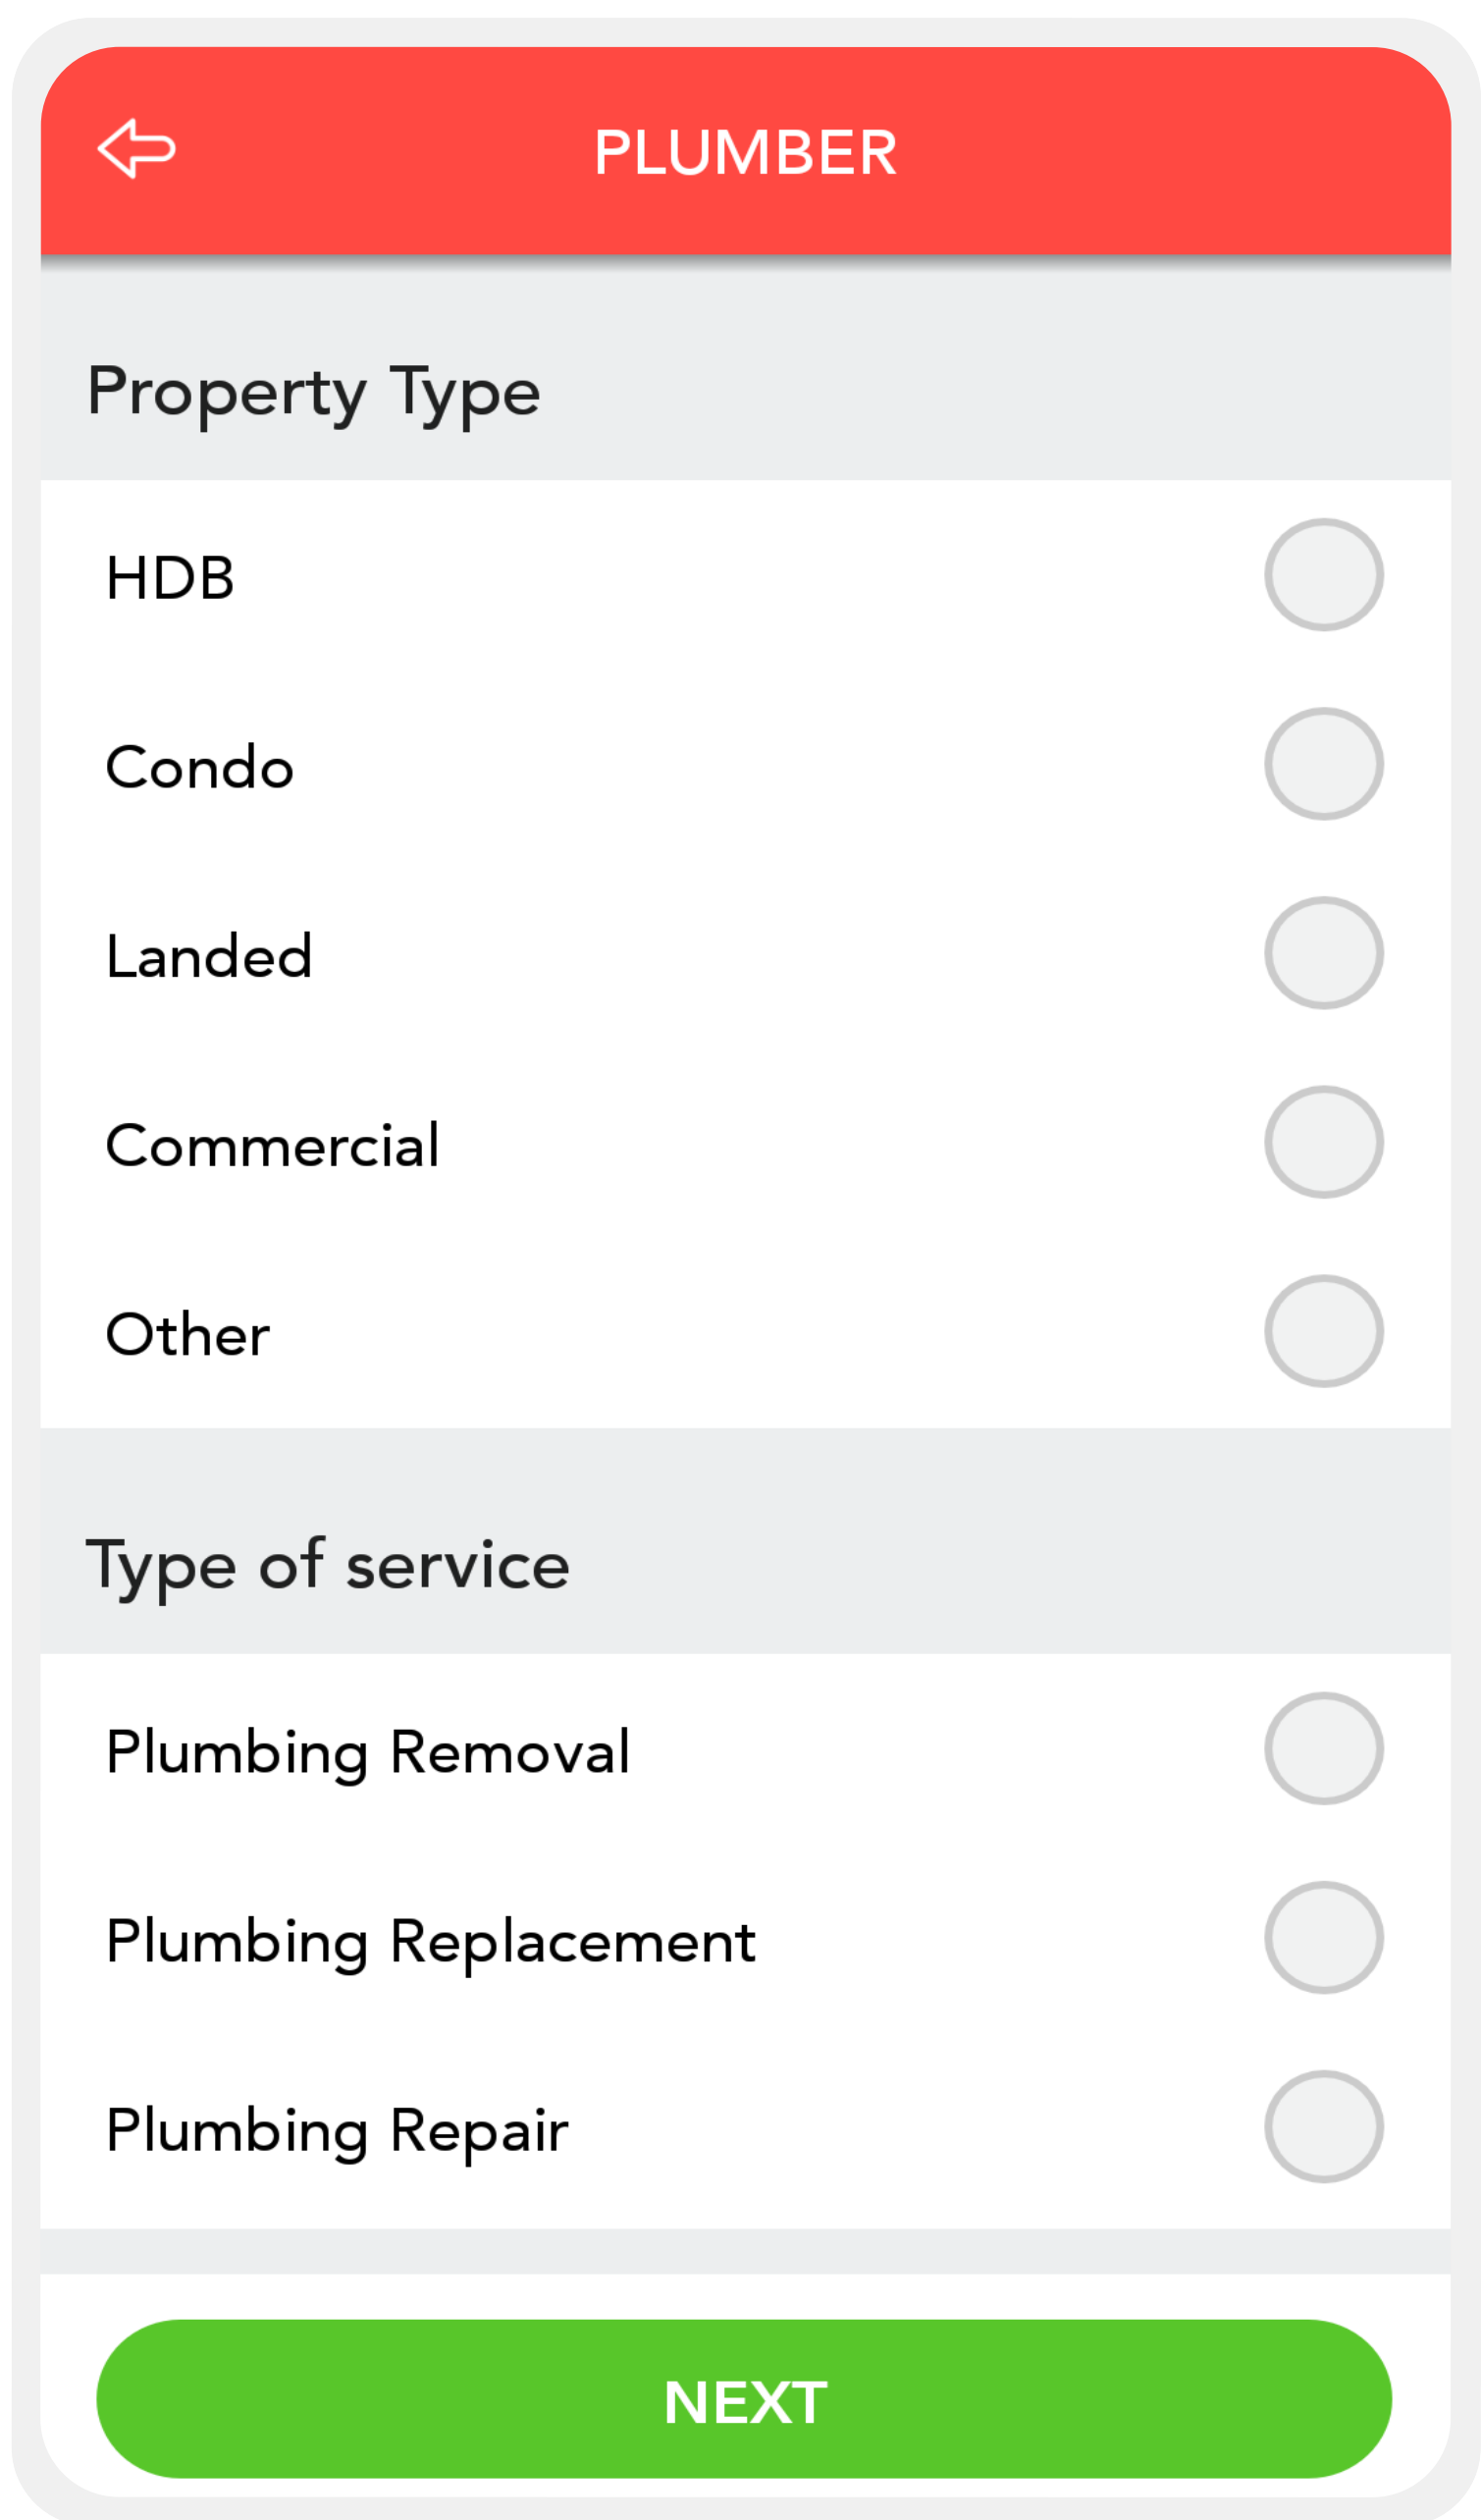 PLUMBER
Property Type
HDB
Condo
Landed
Commercial
Other
Type of service
Plumbing Removal
Plumbing Replacement
Plumbing Repair
NEXT